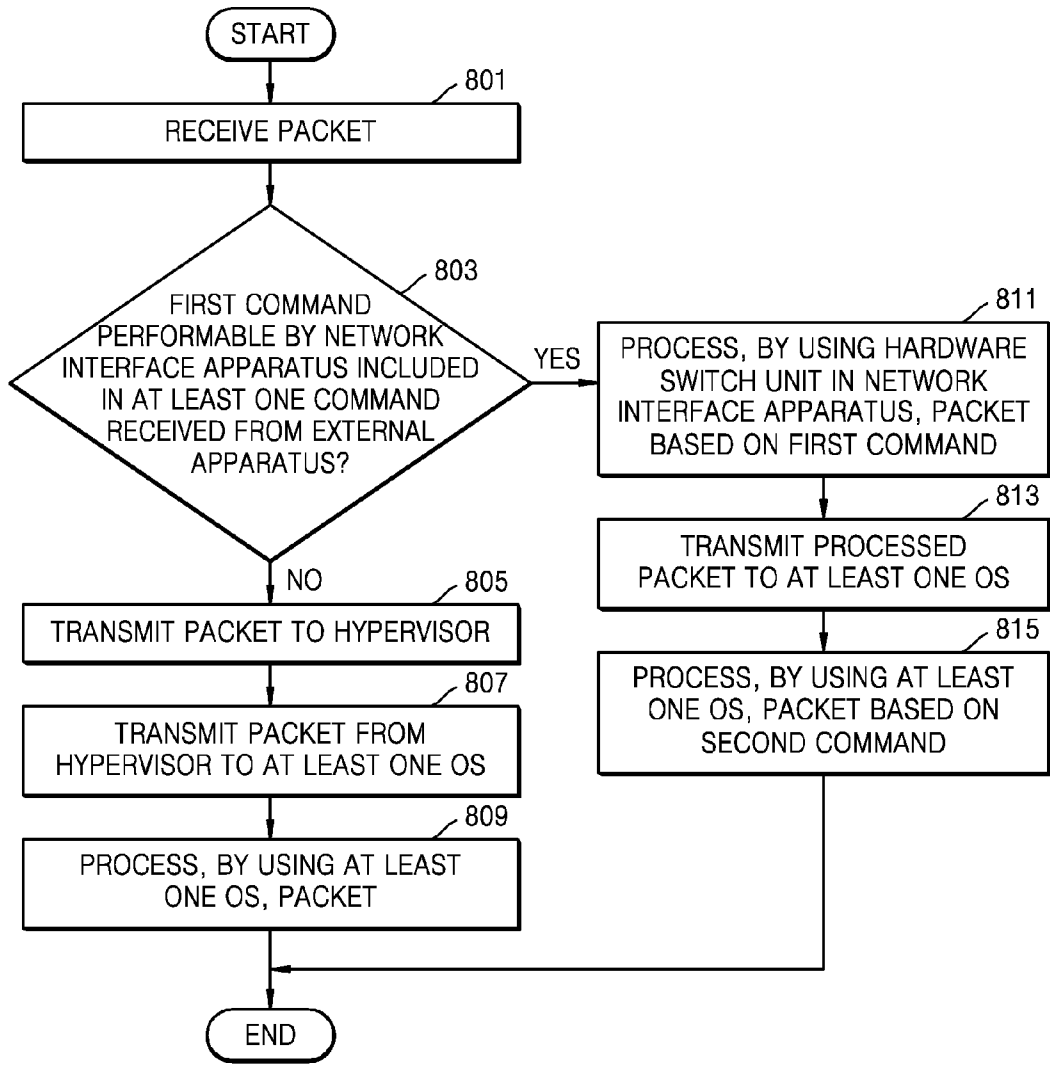 START
801
RECEIVE PACKET
803
FIRST COMMAND
PERFORMABLE BY NETWORK
INTERFACE APPARATUS INCLUDED
IN AT LEAST ONE COMMAND
RECEIVED FROM EXTERNAL
APPARATUS?
YES
NO
805
TRANSMIT PACKET TO HYPERVISOR
807
TRANSMIT PACKET FROM
HYPERVISOR TO AT LEAST ONE OS
809
PROCESS, BY USING AT LEAST
ONE OS, PACKET
811
PROCESS, BY USING HARDWARE
SWITCH UNIT IN NETWORK
INTERFACE APPARATUS, PACKET
BASED ON FIRST COMMAND
813
TRANSMIT PROCESSED
PACKET TO AT LEAST ONE OS
815
PROCESS, BY USING AT LEAST
ONE OS, PACKET BASED ON
SECOND COMMAND
END